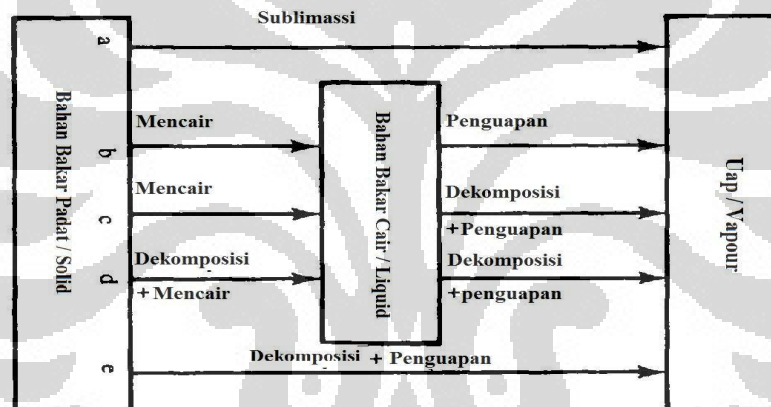 Sublimassi
a
Bahan Bakar Padat / Solid
Mencair
b
Penguapan
Bahan Bakar Cair / Liquid
Uap / Vapour
Mencair
c
Dekomposisi
+Penguapan
Dekomposisi
+ Mencair
d
Dekomposisi
+penguapan
Dekomposisi + Penguapan
e